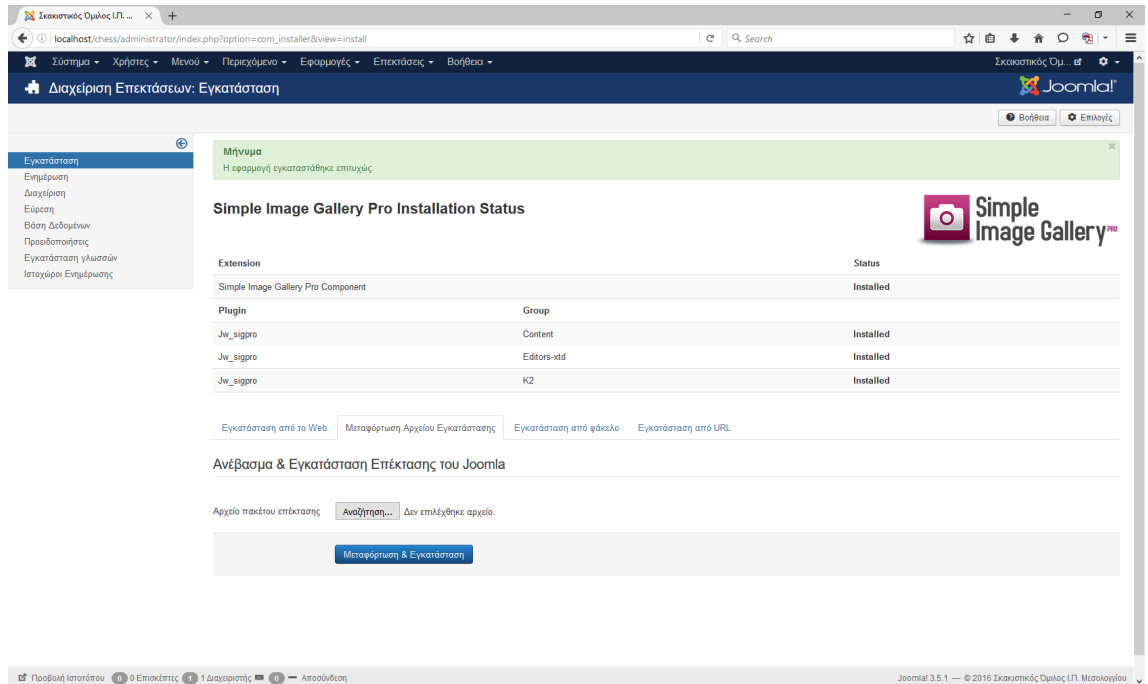 Σκακιστικός Όμιλος Ι.Π. ...
localhost/chess/administrator/index.php?option=com_installer&view=install
Search
Σύστημα Χρήστες Μενού Περιεχόμενο Εφαρμογές Επεκτάσεις Βοήθεια Σκακιστικός Όμ...
Διαχείριση Επεκτάσεων: Εγκατάσταση Joomla!
Βοήθεια Επιλογές
Εγκατάσταση
Ενημέρωση
Διαχείριση
Εύρεση
Βάση Δεδομένων
Προειδοποιήσεις
Εγκατάσταση γλωσσών
Ιστοχώροι Ενημέρωσης
Μήνυμα
Η εφαρμογή εγκαταστάθηκε επιτυχώς.
Simple Image Gallery Pro Installation Status
Simple
Image Gallery PRO
Extension Status
Simple Image Gallery Pro Component Installed
Plugin Group
Jw_sigpro Content Installed
Jw_sigpro Editors-xtd Installed
Jw_sigpro K2 Installed
Εγκατάσταση από το Web Μεταφόρτωση Αρχείου Εγκατάστασης Εγκατάσταση από φάκελο Εγκατάσταση από URL
Ανέβασμα & Εγκατάσταση Επέκτασης του Joomla
Αρχείο πακέτου επέκτασης Αναζήτηση... Δεν επιλέχθηκε αρχείο.
Μεταφόρτωση & Εγκατάσταση
Προβολή Ιστοτόπου 0 0 Επισκέπτες 1 1 Διαχειριστής 0 Αποσύνδεση Joomla! 3.5.1 — © 2016 Σκακιστικός Όμιλος Ι.Π. Μεσολογγίου